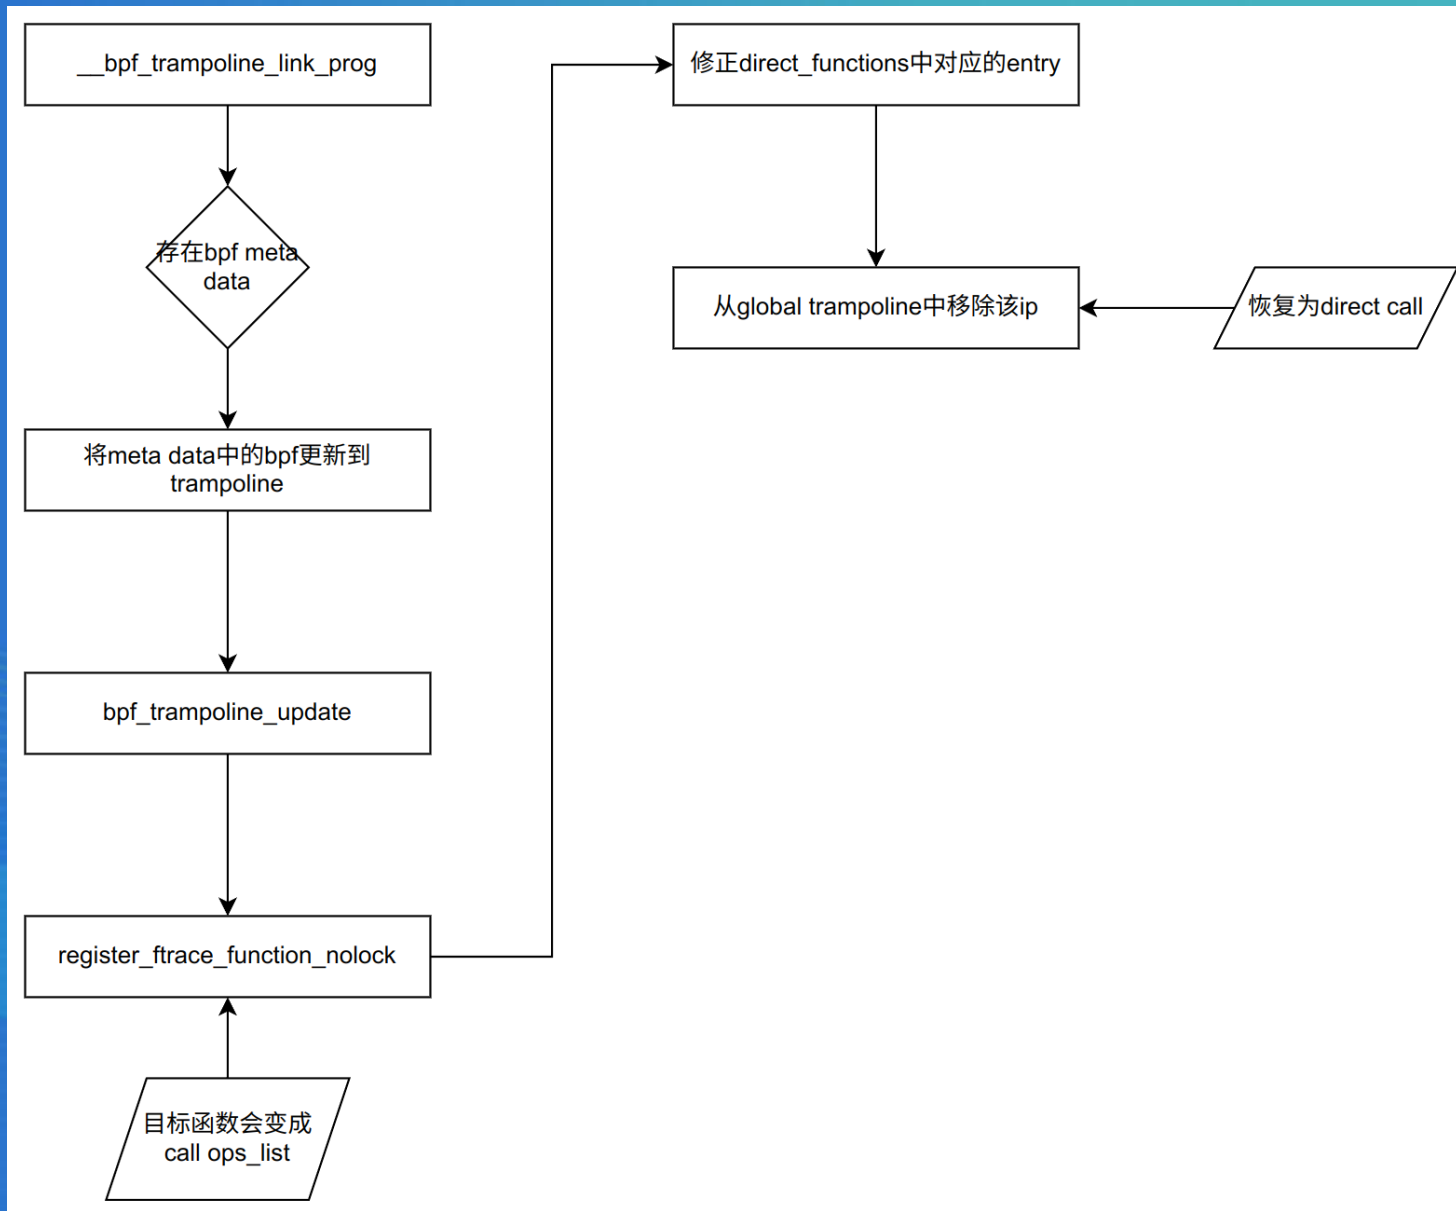 __bpf_trampoline_link_prog
存在bpf meta
data
将meta data中的bpf更新到
trampoline
bpf_trampoline_update
register_ftrace_function_nolock
目标函数会变成
call ops_list
修正direct_functions中对应的entry
从global trampoline中移除该ip
恢复为direct call